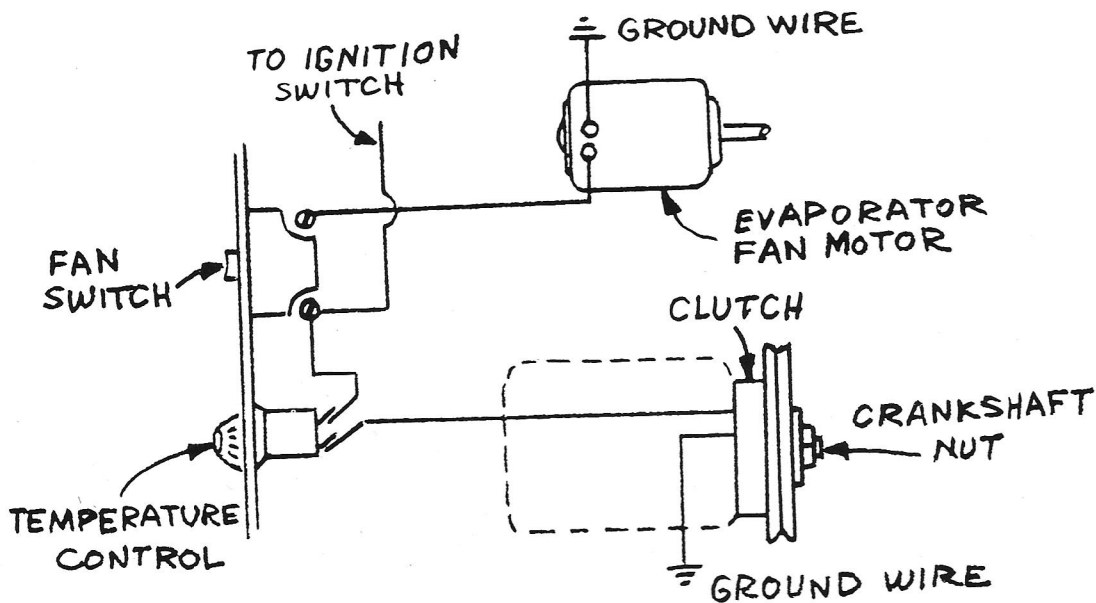 GROUND WIRE
TO IGNITION
SWITCH
EVAPORATOR
FAN MOTOR
FAN
SWITCH
CLUTCH
CRANKSHAFT
NUT
TEMPERATURE
CONTROL
GROUND WIRE